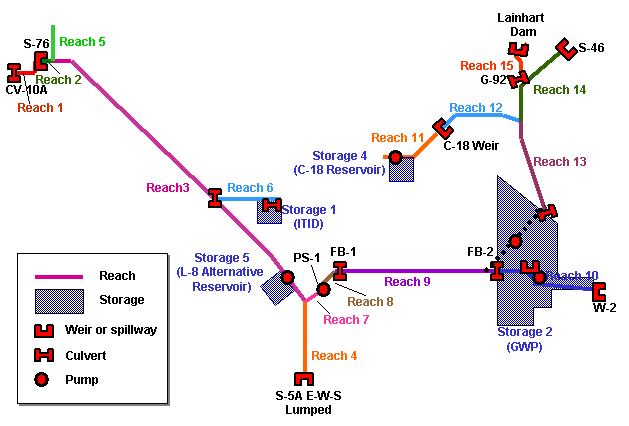 Lainhart
Dam
S-76
Reach 5
S-46
CV-10A
Reach 2
Reach 1
Reach 15
G-92
Reach 14
Reach 12
Reach 11
C-18 Weir
Storage 4
(C-18 Reservoir)
Reach 13
Reach3
Reach 6
Storage 1
(ITID)
Storage 5
(L-8 Alternative
Reservoir)
PS-1
FB-1
FB-2
Reach 9
Reach 10
Reach 8
Reach 7
W-2
Storage 2
(GWP)
Reach 4
S-5A E-W-S
Lumped
Reach
Storage
Weir or spillway
Culvert
Pump